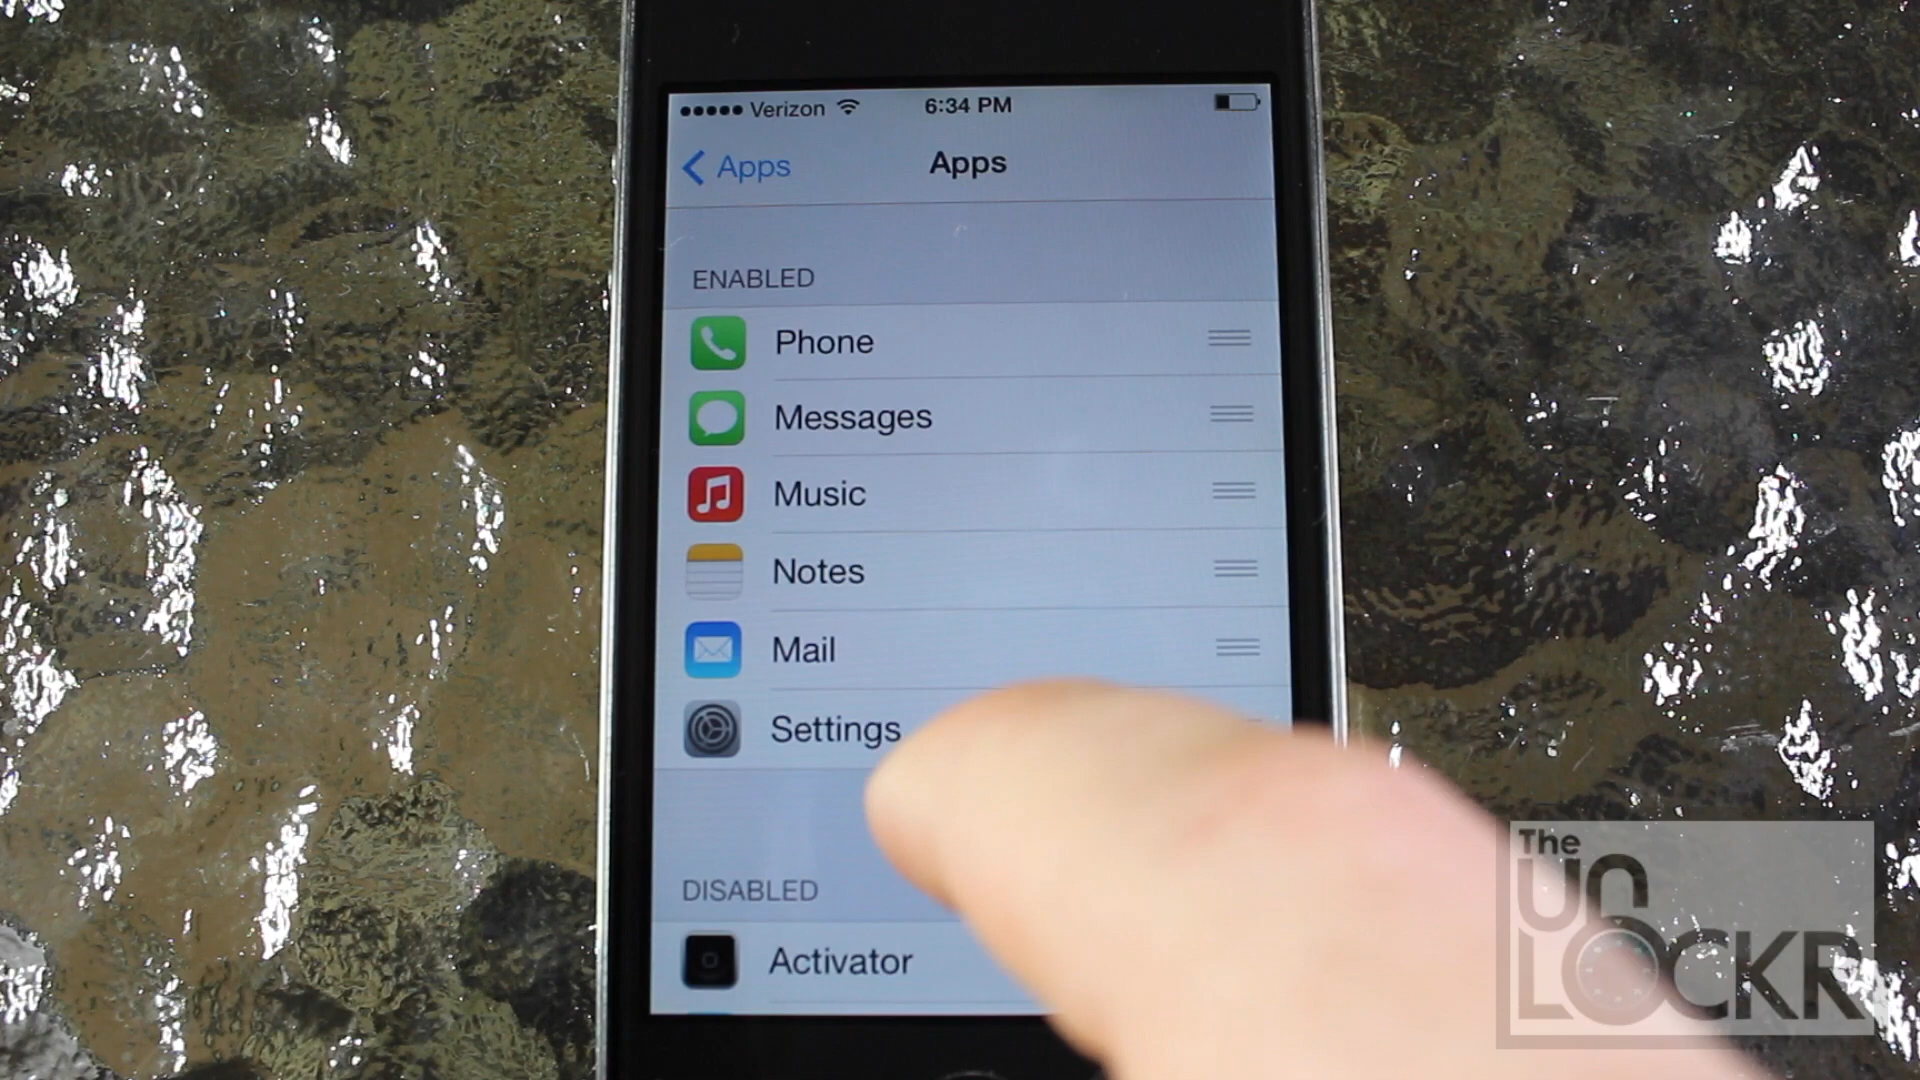 Verizon 6:34 PM
Apps Apps
ENABLED
Phone
Messages
Music
Notes
Mail
Settings
DISABLED
Activator
The
UN
LOCKR